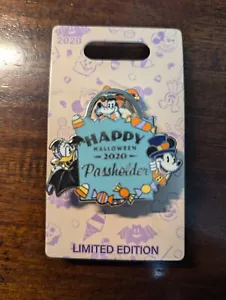 2020
HAPPY
HALLOWEEN
2020
Passholder
LIMITED EDITION